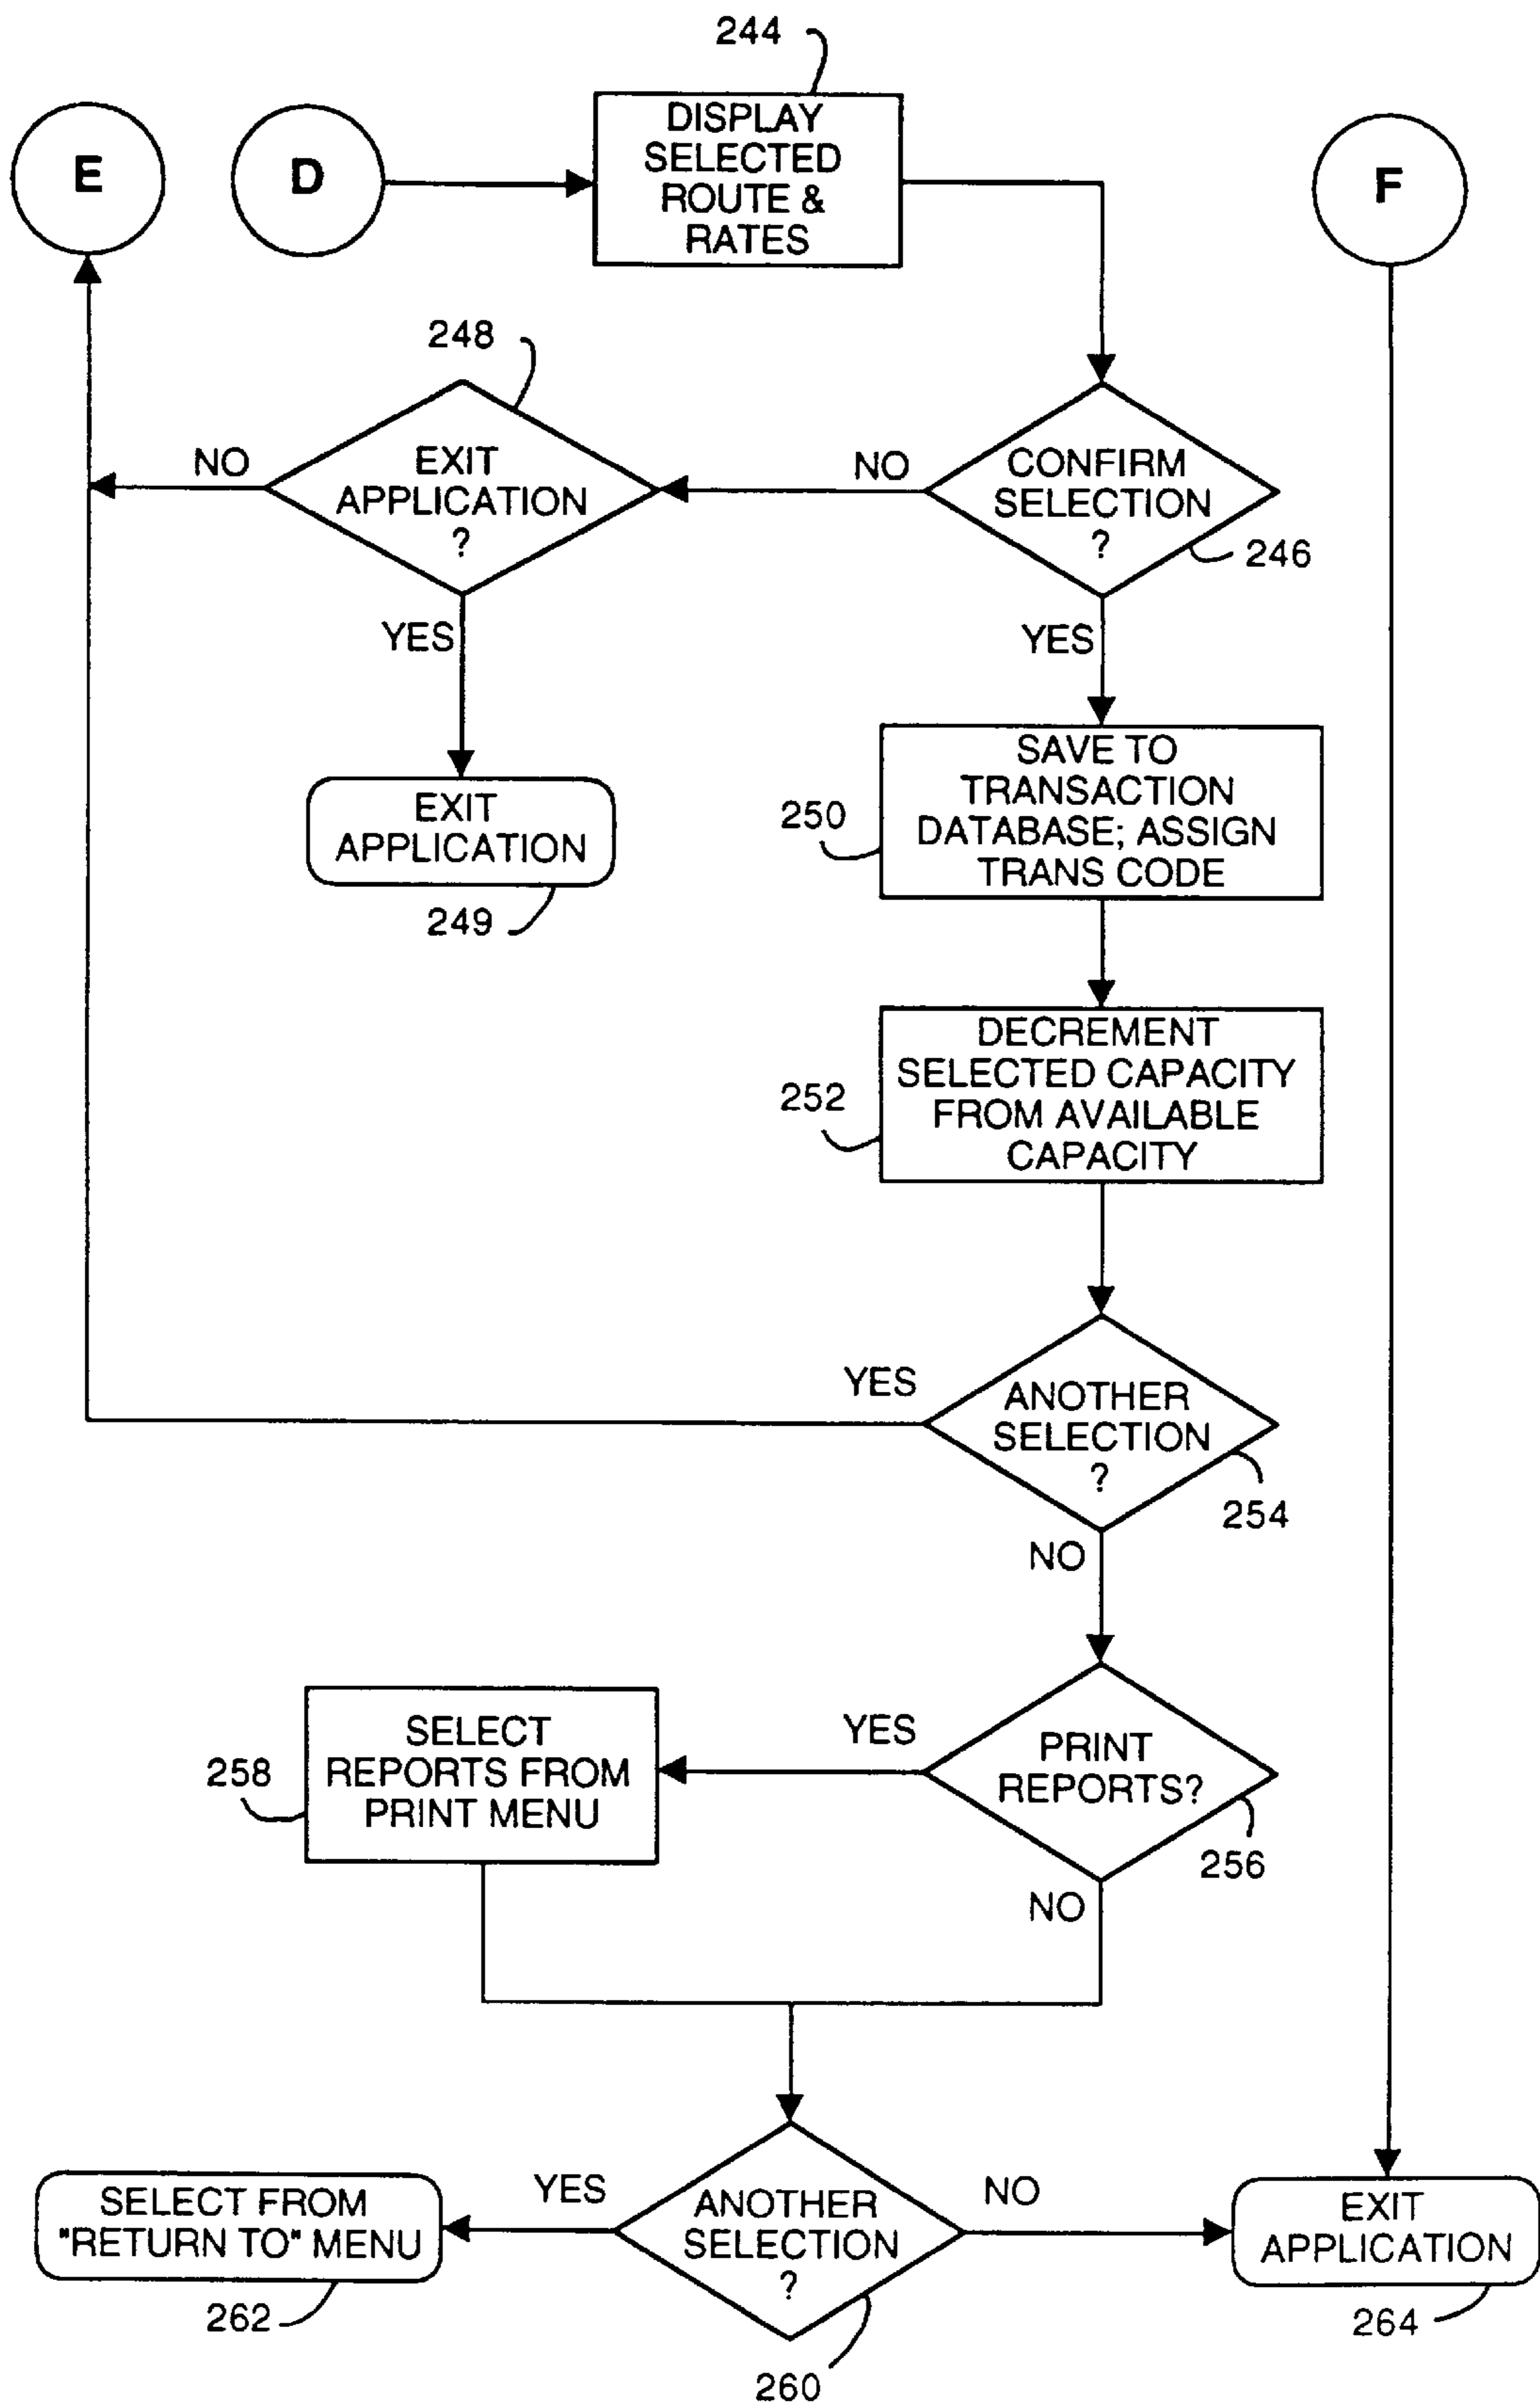 244
E
D
DISPLAY
SELECTED
ROUTE &
RATES
F
248
NO
EXIT
APPLICATION
?
NO
CONFIRM
SELECTION
?
246
YES
YES
EXIT
APPLICATION
249
250
SAVE TO
TRANSACTION
DATABASE; ASSIGN
TRANS CODE
252
DECREMENT
SELECTED CAPACITY
FROM AVAILABLE
CAPACITY
YES
ANOTHER
SELECTION
?
254
NO
258
SELECT
REPORTS FROM
PRINT MENU
YES
PRINT
REPORTS?
256
NO
SELECT FROM
"RETURN TO" MENU
262
YES
ANOTHER
SELECTION
?
260
NO
EXIT
APPLICATION
264